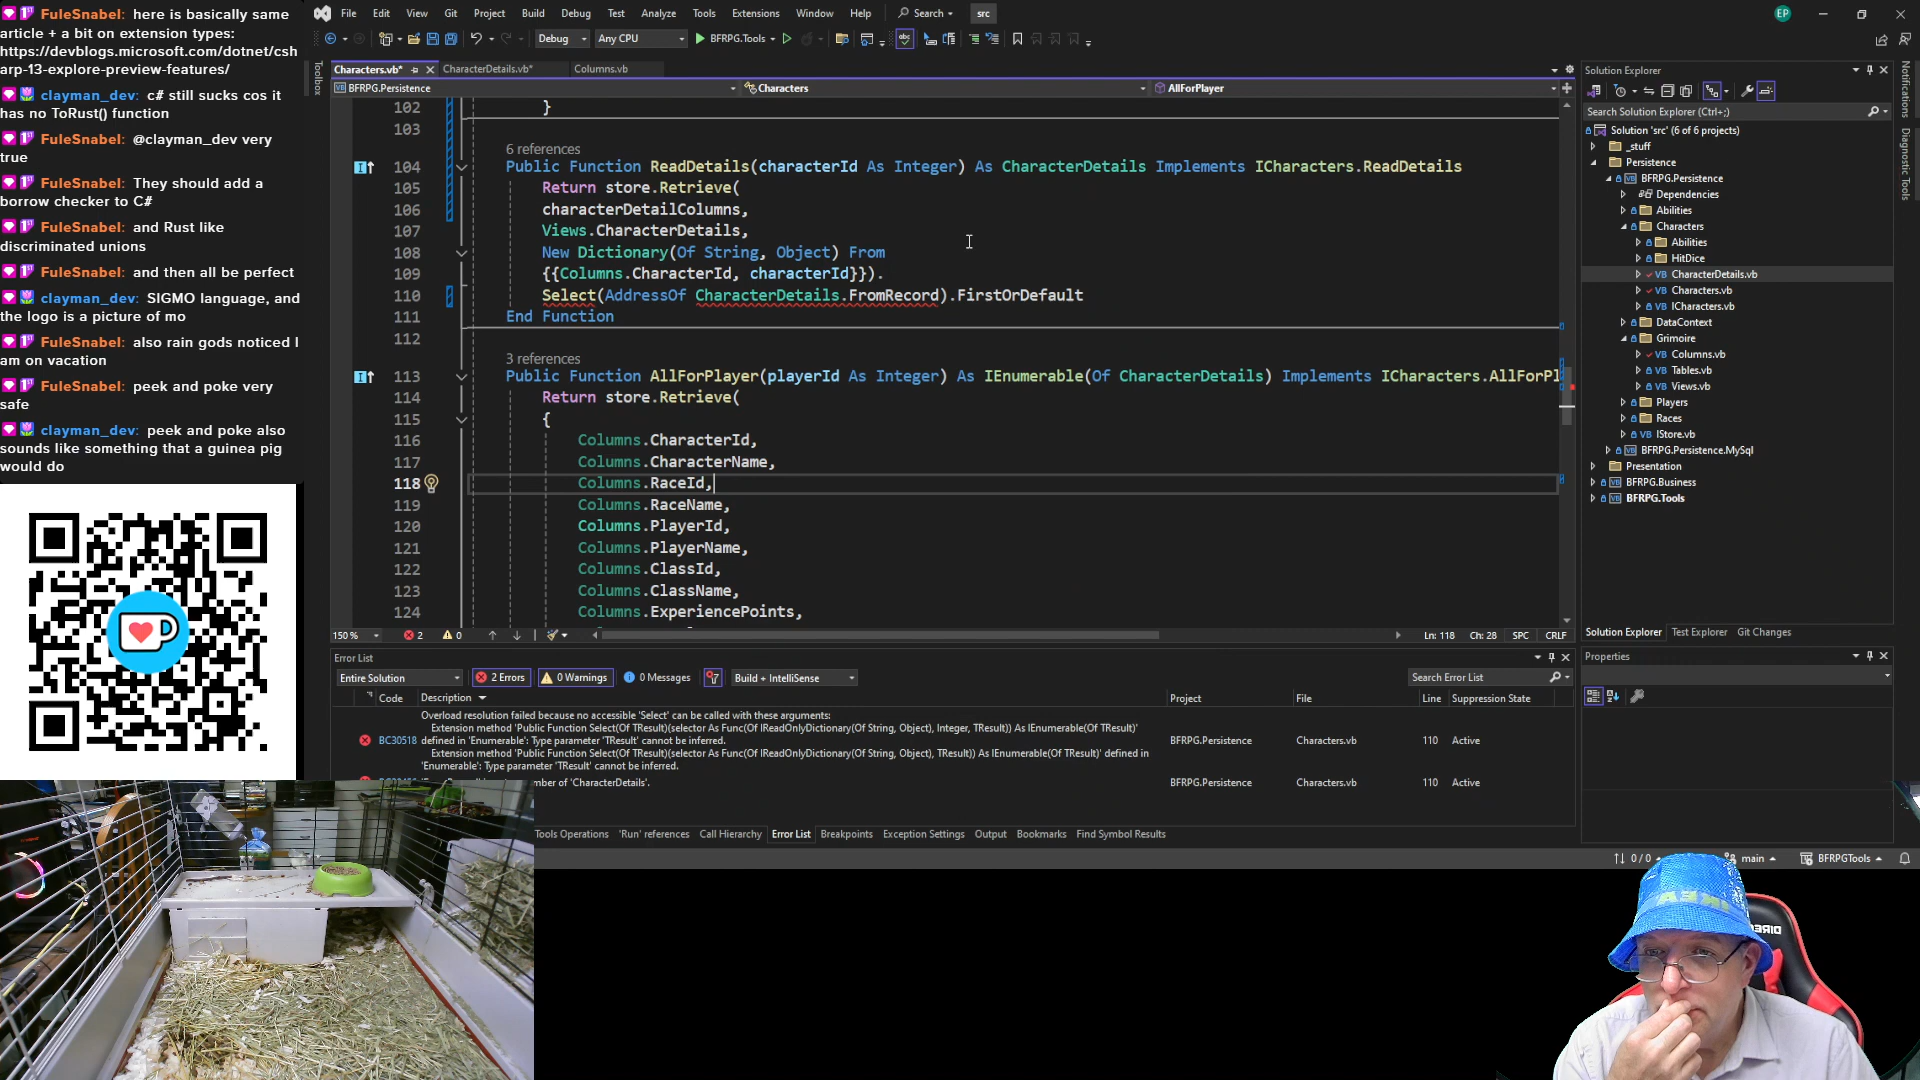 FuleSnabel: here is basically same
article + a bit on extension types:
https://devblogs.microsoft.com/dotnet/csh
arp-13-explore-preview-features/
clayman_dev: c# still sucks cos it
has no ToRust() function
FuleSnabel: @clayman_dev very
true
FuleSnabel: They should add a
borrow checker to C#
FuleSnabel: and Rust like
discriminated unions
FuleSnabel: and then all be perfect
clayman_dev: SIGMO language, and
the logo is a picture of mo
FuleSnabel: also rain gods noticed I
am on vacation
FuleSnabel: peek and poke very
safe
clayman_dev: peek and poke also
sounds like something that a guinea pig
would do
File Edit View Git Project Build Debug Test Analyze Tools Extensions Window Help Search src EP
Debug Any CPU BFRPG.Tools
Toolbox
Characters.vb* CharacterDetails.vb* Columns.vb
BFRPG.Persistence Characters AllForPlayer
102 }
103
6 references
104 Public Function ReadDetails(characterId As Integer) As CharacterDetails Implements ICharacters.ReadDetails
105 Return store.Retrieve(
106 characterDetailColumns,
107 Views.CharacterDetails,
108 New Dictionary(Of String, Object) From
109 {{Columns.CharacterId, characterId}}).
110 Select(AddressOf CharacterDetails.FromRecord).FirstOrDefault
111 End Function
112
3 references
113 Public Function AllForPlayer(playerId As Integer) As IEnumerable(Of CharacterDetails) Implements ICharacters.AllForPl
114 Return store.Retrieve(
115 {
116 Columns.CharacterId,
117 Columns.CharacterName,
118 Columns.RaceId,
119 Columns.RaceName,
120 Columns.PlayerId,
121 Columns.PlayerName,
122 Columns.ClassId,
123 Columns.ClassName,
124 Columns.ExperiencePoints,
150 % 2 0 Ln: 118 Ch: 28 SPC CRLF
Error List
Entire Solution 2 Errors 0 Warnings 0 Messages Build + IntelliSense Search Error List
Code Description Project File Line Suppression State
Overload resolution failed because no accessible 'Select' can be called with these arguments:
Extension method 'Public Function Select(Of TResult)(selector As Func(Of IReadOnlyDictionary(Of String, Object), Integer, TResult)) As IEnumerable(Of TResult)'
BC30518 defined in 'Enumerable': Type parameter 'TResult' cannot be inferred. BFRPG.Persistence Characters.vb 110 Active
Extension method 'Public Function Select(Of TResult)(selector As Func(Of IReadOnlyDictionary(Of String, Object), TResult)) As IEnumerable(Of TResult)' defined in
'Enumerable': Type parameter 'TResult' cannot be inferred.
mber of 'CharacterDetails'. BFRPG.Persistence Characters.vb 110 Active
Tools Operations 'Run' references Call Hierarchy Error List Breakpoints Exception Settings Output Bookmarks Find Symbol Results
0 / 0 main BFRPGTools
Solution Explorer
Search Solution Explorer (Ctrl+;)
Solution 'src' (6 of 6 projects)
_stuff
Persistence
BFRPG.Persistence
Dependencies
Abilities
Characters
Abilities
HitDice
CharacterDetails.vb
Characters.vb
ICharacters.vb
DataContext
Grimoire
Columns.vb
Tables.vb
Views.vb
Players
Races
IStore.vb
BFRPG.Persistence.MySql
Presentation
BFRPG.Business
BFRPG.Tools
Solution Explorer Test Explorer Git Changes
Properties
Notifications
Diagnostic Tools
IKEA